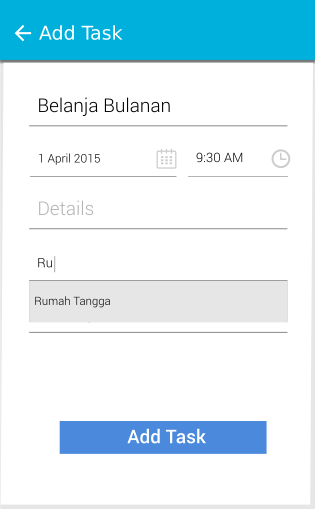 Add Task
Belanja Bulanan
1 April 2015 9:30 AM
Details
Ru
Rumah Tangga
Add Task